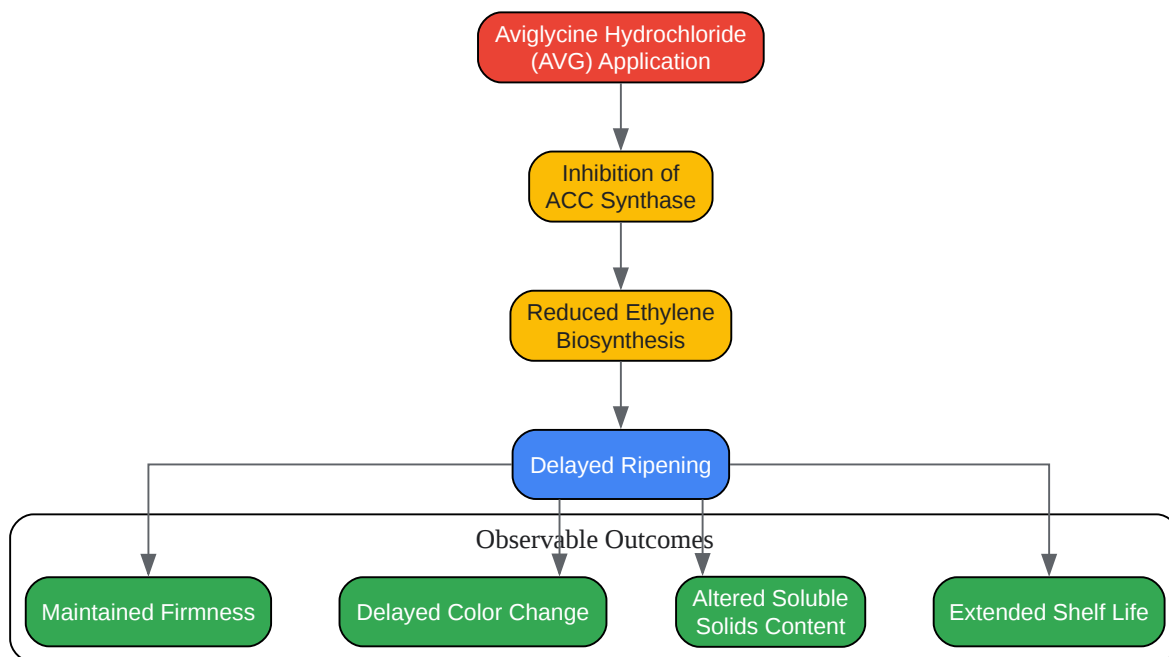 Aviglycine Hydrochloride
(AVG) Application
Inhibition of
ACC Synthase
Reduced Ethylene
Biosynthesis
Delayed Ripening
Observable Outcomes
Maintained Firmness
Delayed Color Change
Altered Soluble
Solids Content
Extended Shelf Life